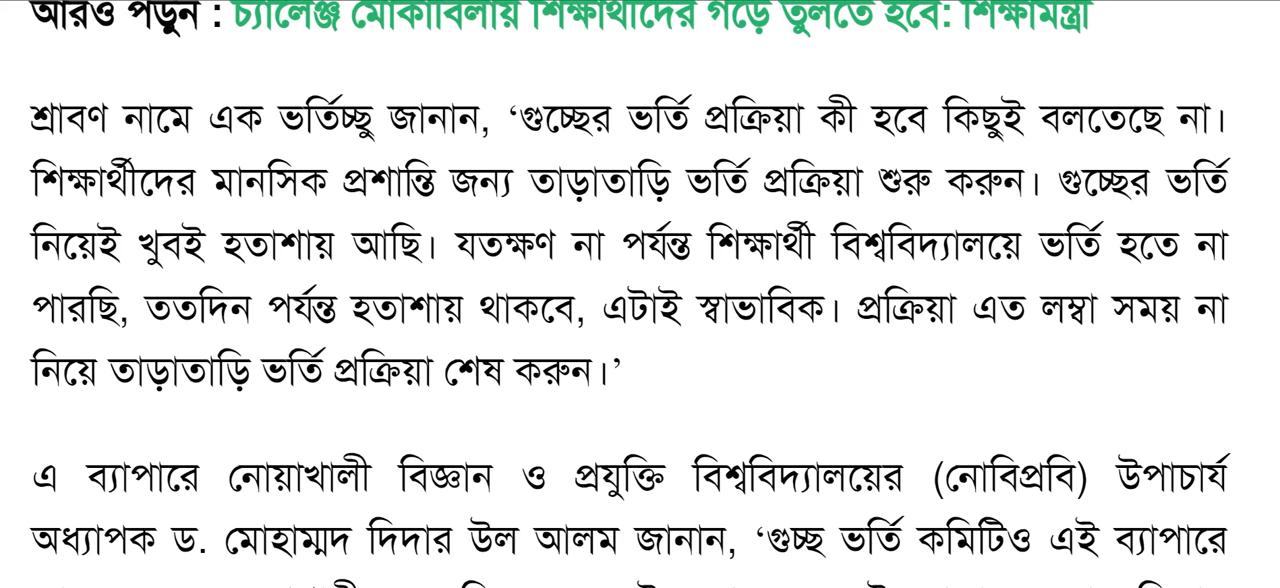 আরও পড়ুন : চ্যালেঞ্জ মোকাবিলায় শিক্ষার্থীদের গড়ে তুলতে হবে: শিক্ষামন্ত্রী
শ্রাবণ নামে এক ভর্তিচ্ছু জানান, ‘গুচ্ছের ভর্তি প্রক্রিয়া কী হবে কিছুই বলতেছে না।
শিক্ষার্থীদের মানসিক প্রশান্তি জন্য তাড়াতাড়ি ভর্তি প্রক্রিয়া শুরু করুন। গুচ্ছের ভর্তি
নিয়েই খুবই হতাশায় আছি। যতক্ষণ না পর্যন্ত শিক্ষার্থী বিশ্ববিদ্যালয়ে ভর্তি হতে না
পারছি, ততদিন পর্যন্ত হতাশায় থাকবে, এটাই স্বাভাবিক। প্রক্রিয়া এত লম্বা সময় না
নিয়ে তাড়াতাড়ি ভর্তি প্রক্রিয়া শেষ করুন।’
এ ব্যাপারে নোয়াখালী বিজ্ঞান ও প্রযুক্তি বিশ্ববিদ্যালয়ের (নোবিপ্রবি) উপাচার্য
অধ্যাপক ড. মোহাম্মদ দিদার উল আলম জানান, ‘গুচ্ছ ভর্তি কমিটিও এই ব্যাপারে